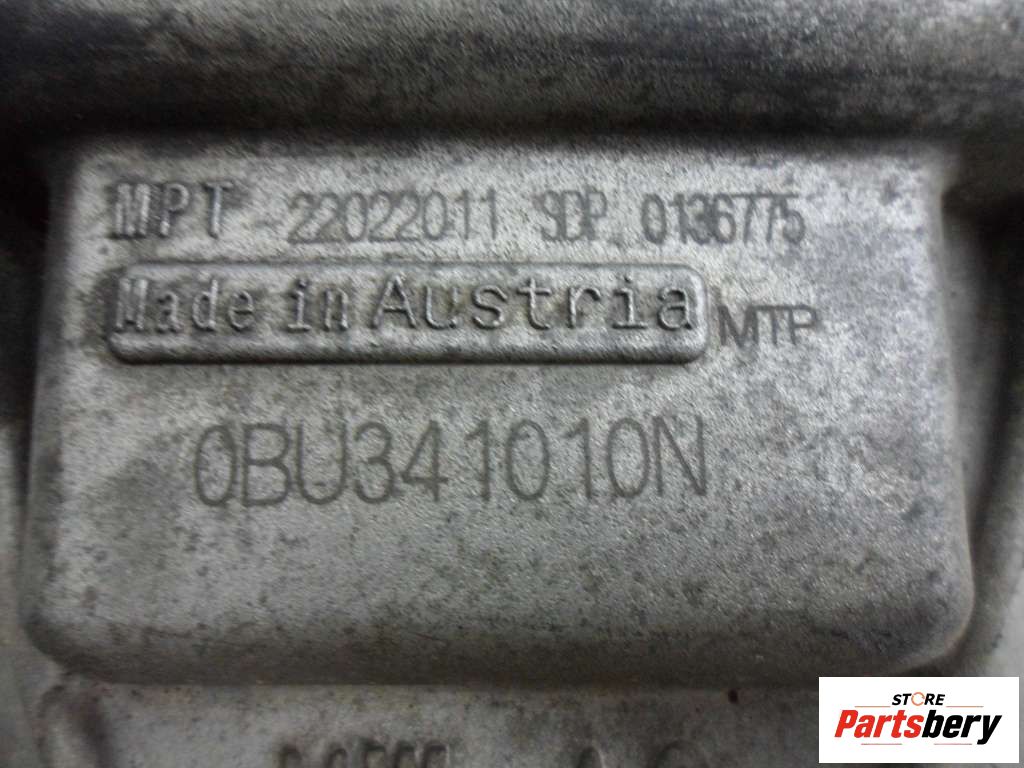 MPT 22022011 SDP 0136775
Made in Austria MTP
0BU341010N
STORE
Partsbery